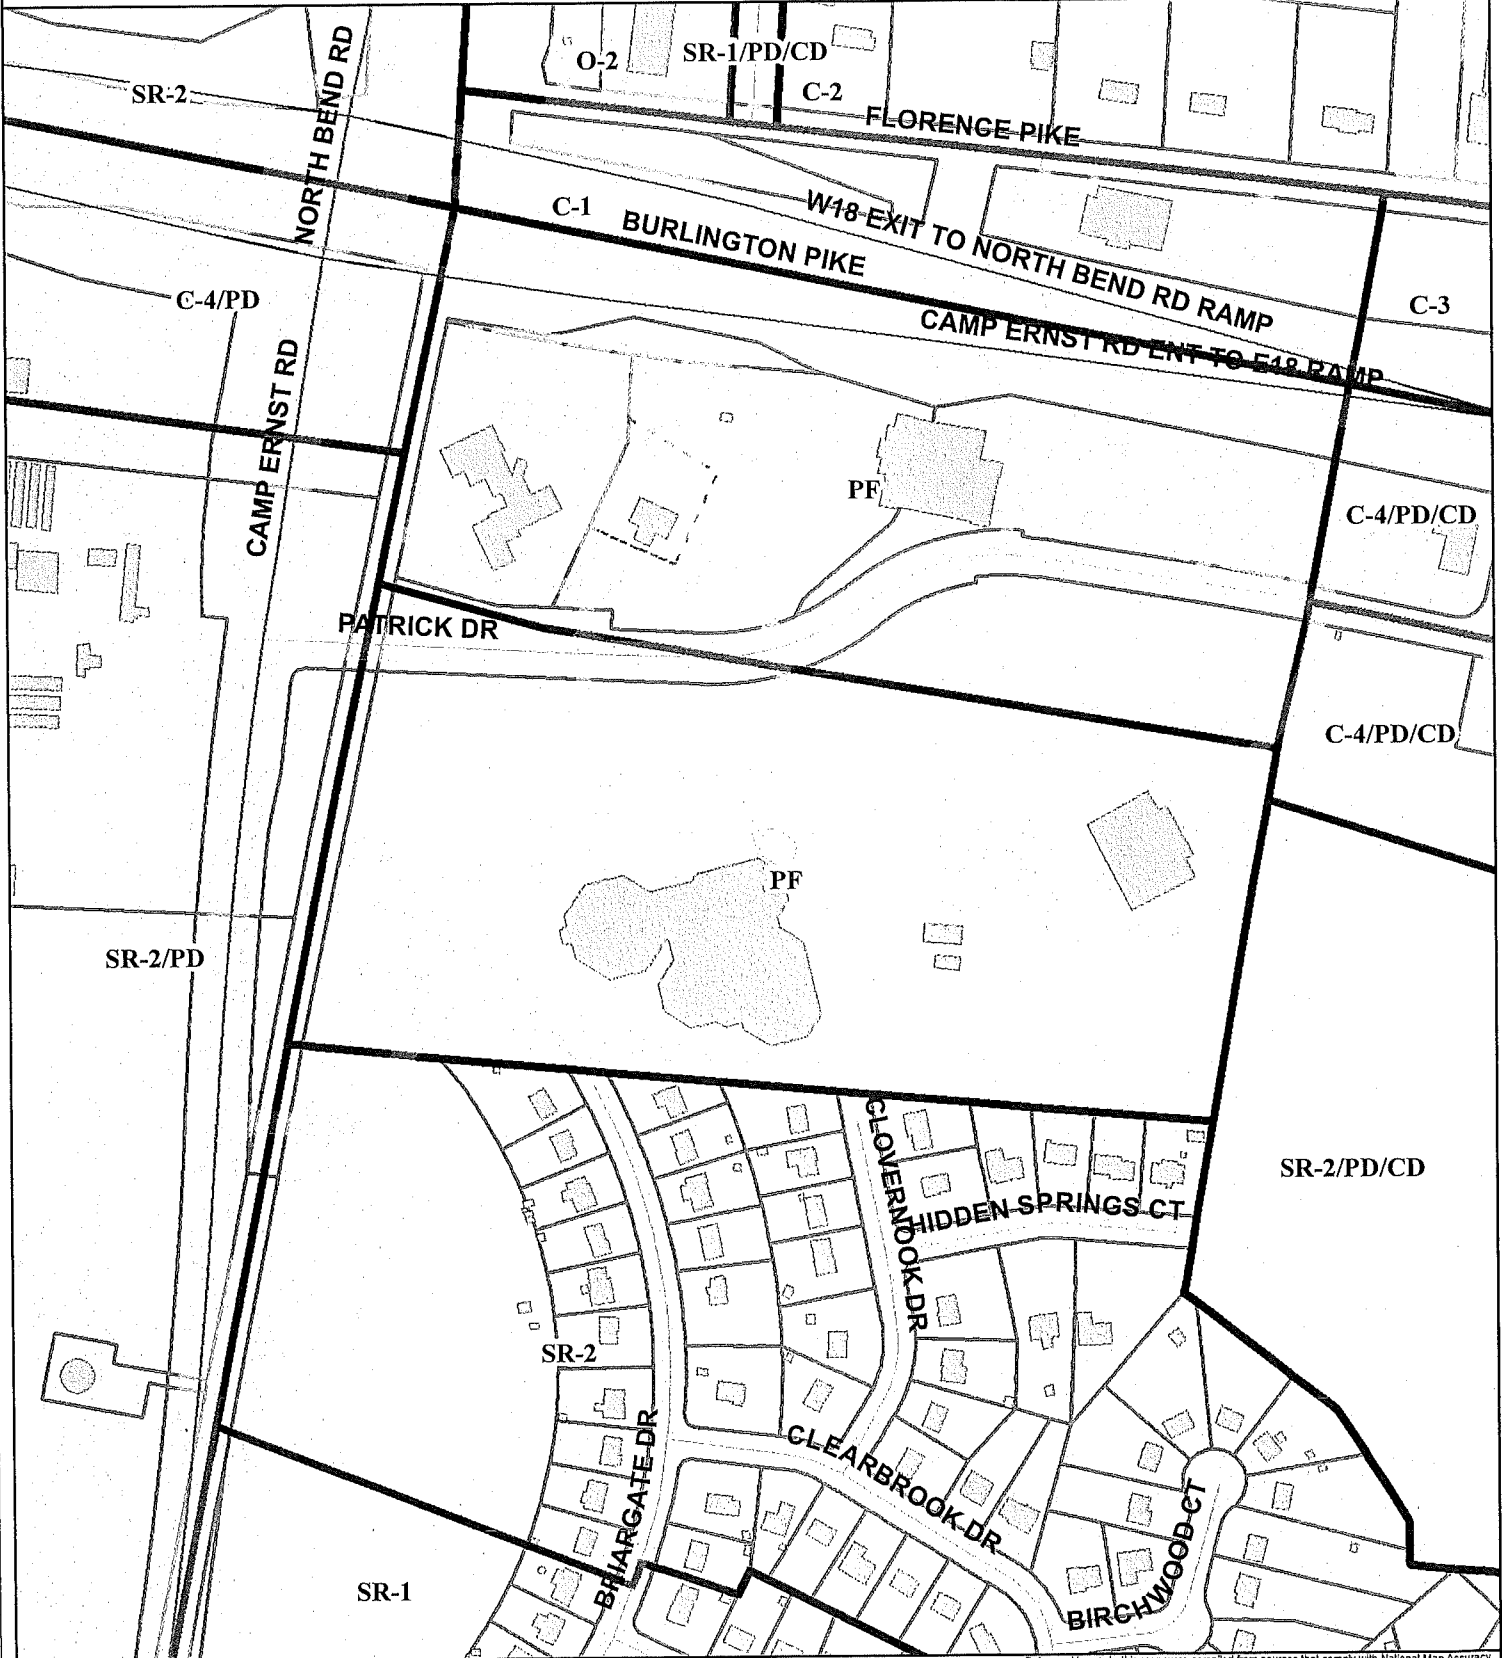 O-2
SR-1/PD/CD
SR-2
C-2
NORTH BEND RD
FLORENCE PIKE
C-1
BURLINGTON PIKE
W18 EXIT TO NORTH BEND RD RAMP
C-4/PD
C-3
CAMP ERNST RD ENT TO E18 RAMP
CAMP ERNST RD
PF
C-4/PD/CD
PATRICK DR
C-4/PD/CD
PF
SR-2/PD
CLOVERNOOK DR
HIDDEN SPRINGS CT
SR-2/PD/CD
SR-2
BRIARGATE DR
CLEARBROOK DR
BIRCHWOOD CT
SR-1